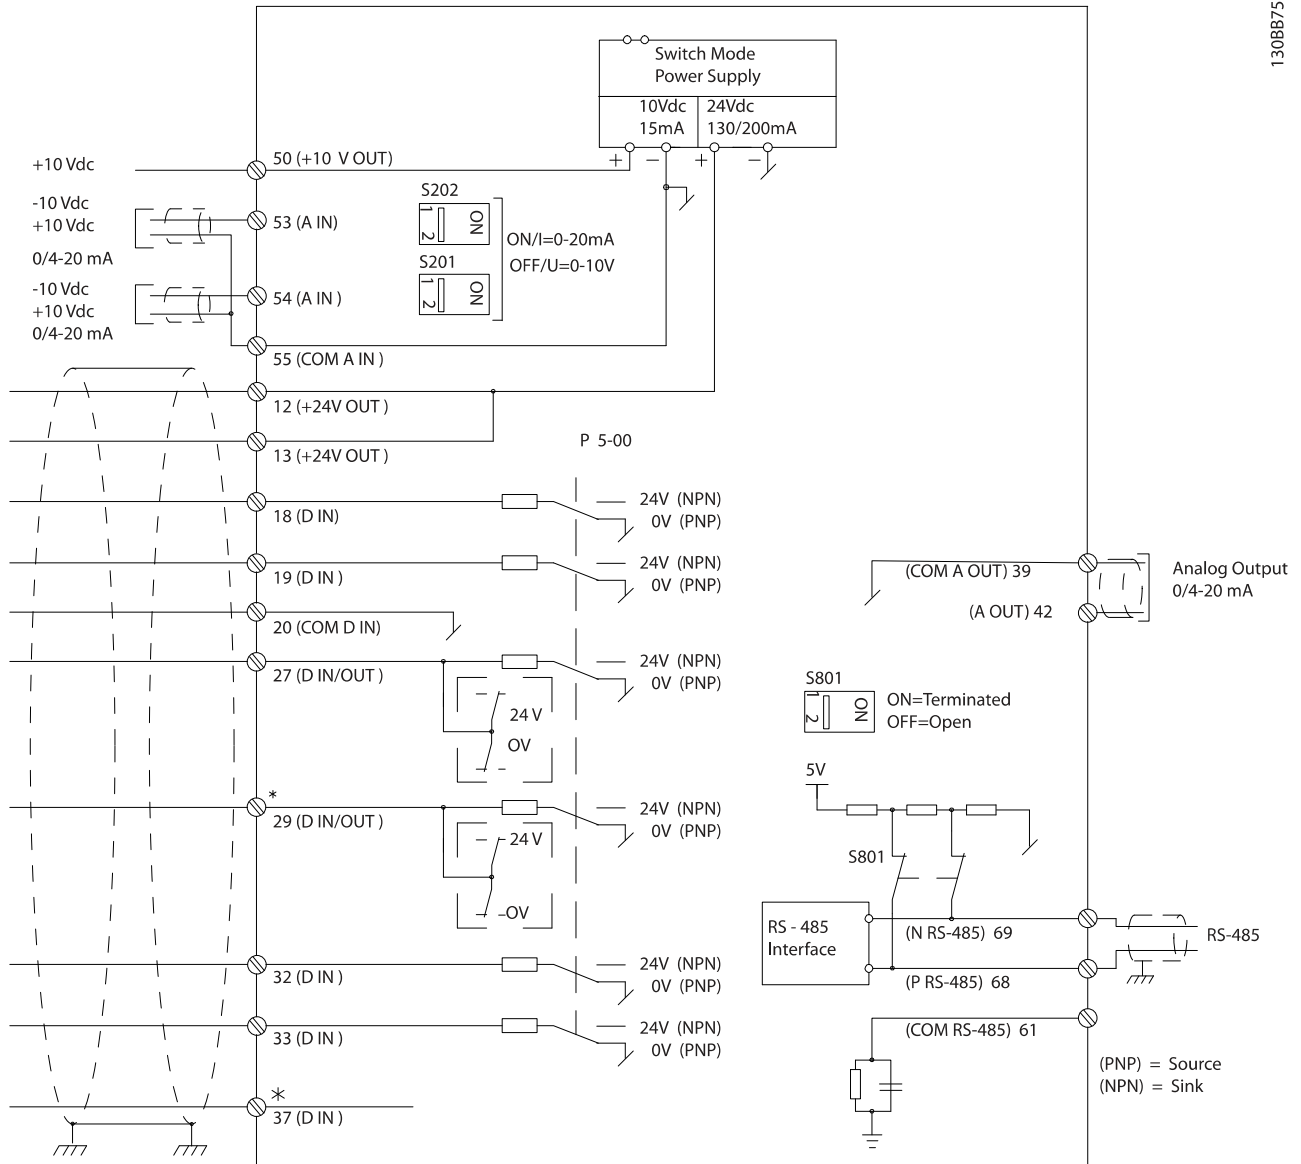 130BB75
Switch Mode
Power Supply
10Vdc
15mA
24Vdc
130/200mA
+ − + −
+10 Vdc
50 (+10 V OUT)
-10 Vdc
+10 Vdc
0/4-20 mA
53 (A IN)
S202
1 2 ON
ON/I=0-20mA
OFF/U=0-10V
S201
1 2 ON
-10 Vdc
+10 Vdc
0/4-20 mA
54 (A IN )
55 (COM A IN )
12 (+24V OUT )
13 (+24V OUT )
P 5-00
18 (D IN)
24V (NPN)
0V (PNP)
19 (D IN )
24V (NPN)
0V (PNP)
20 (COM D IN)
27 (D IN/OUT )
24V (NPN)
0V (PNP)
24 V
OV
*
29 (D IN/OUT )
24V (NPN)
0V (PNP)
24 V
OV
32 (D IN )
24V (NPN)
0V (PNP)
33 (D IN )
24V (NPN)
0V (PNP)
*
37 (D IN )
(COM A OUT) 39
(A OUT) 42
Analog Output
0/4-20 mA
S801
1 2 ON
ON=Terminated
OFF=Open
5V
S801
RS - 485
Interface
(N RS-485) 69
(P RS-485) 68
RS-485
(COM RS-485) 61
(PNP) = Source
(NPN) = Sink